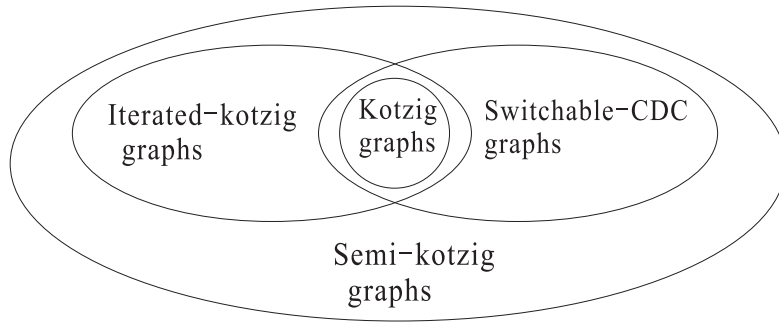 Iterated-kotzig
graphs
Kotzig
graphs
Switchable-CDC
graphs
Semi-kotzig
graphs